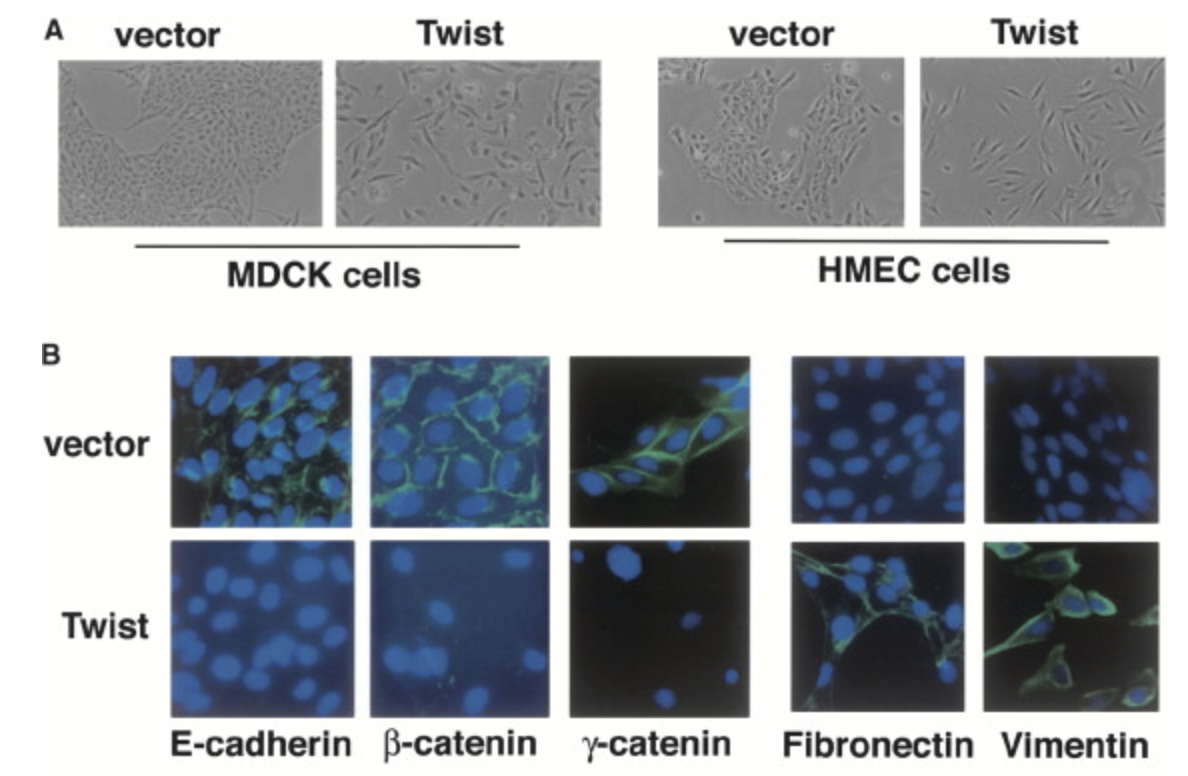 A
vector Twist vector Twist
MDCK cells HMEC cells
B
vector
Twist
E-cadherin β-catenin γ-catenin Fibronectin Vimentin